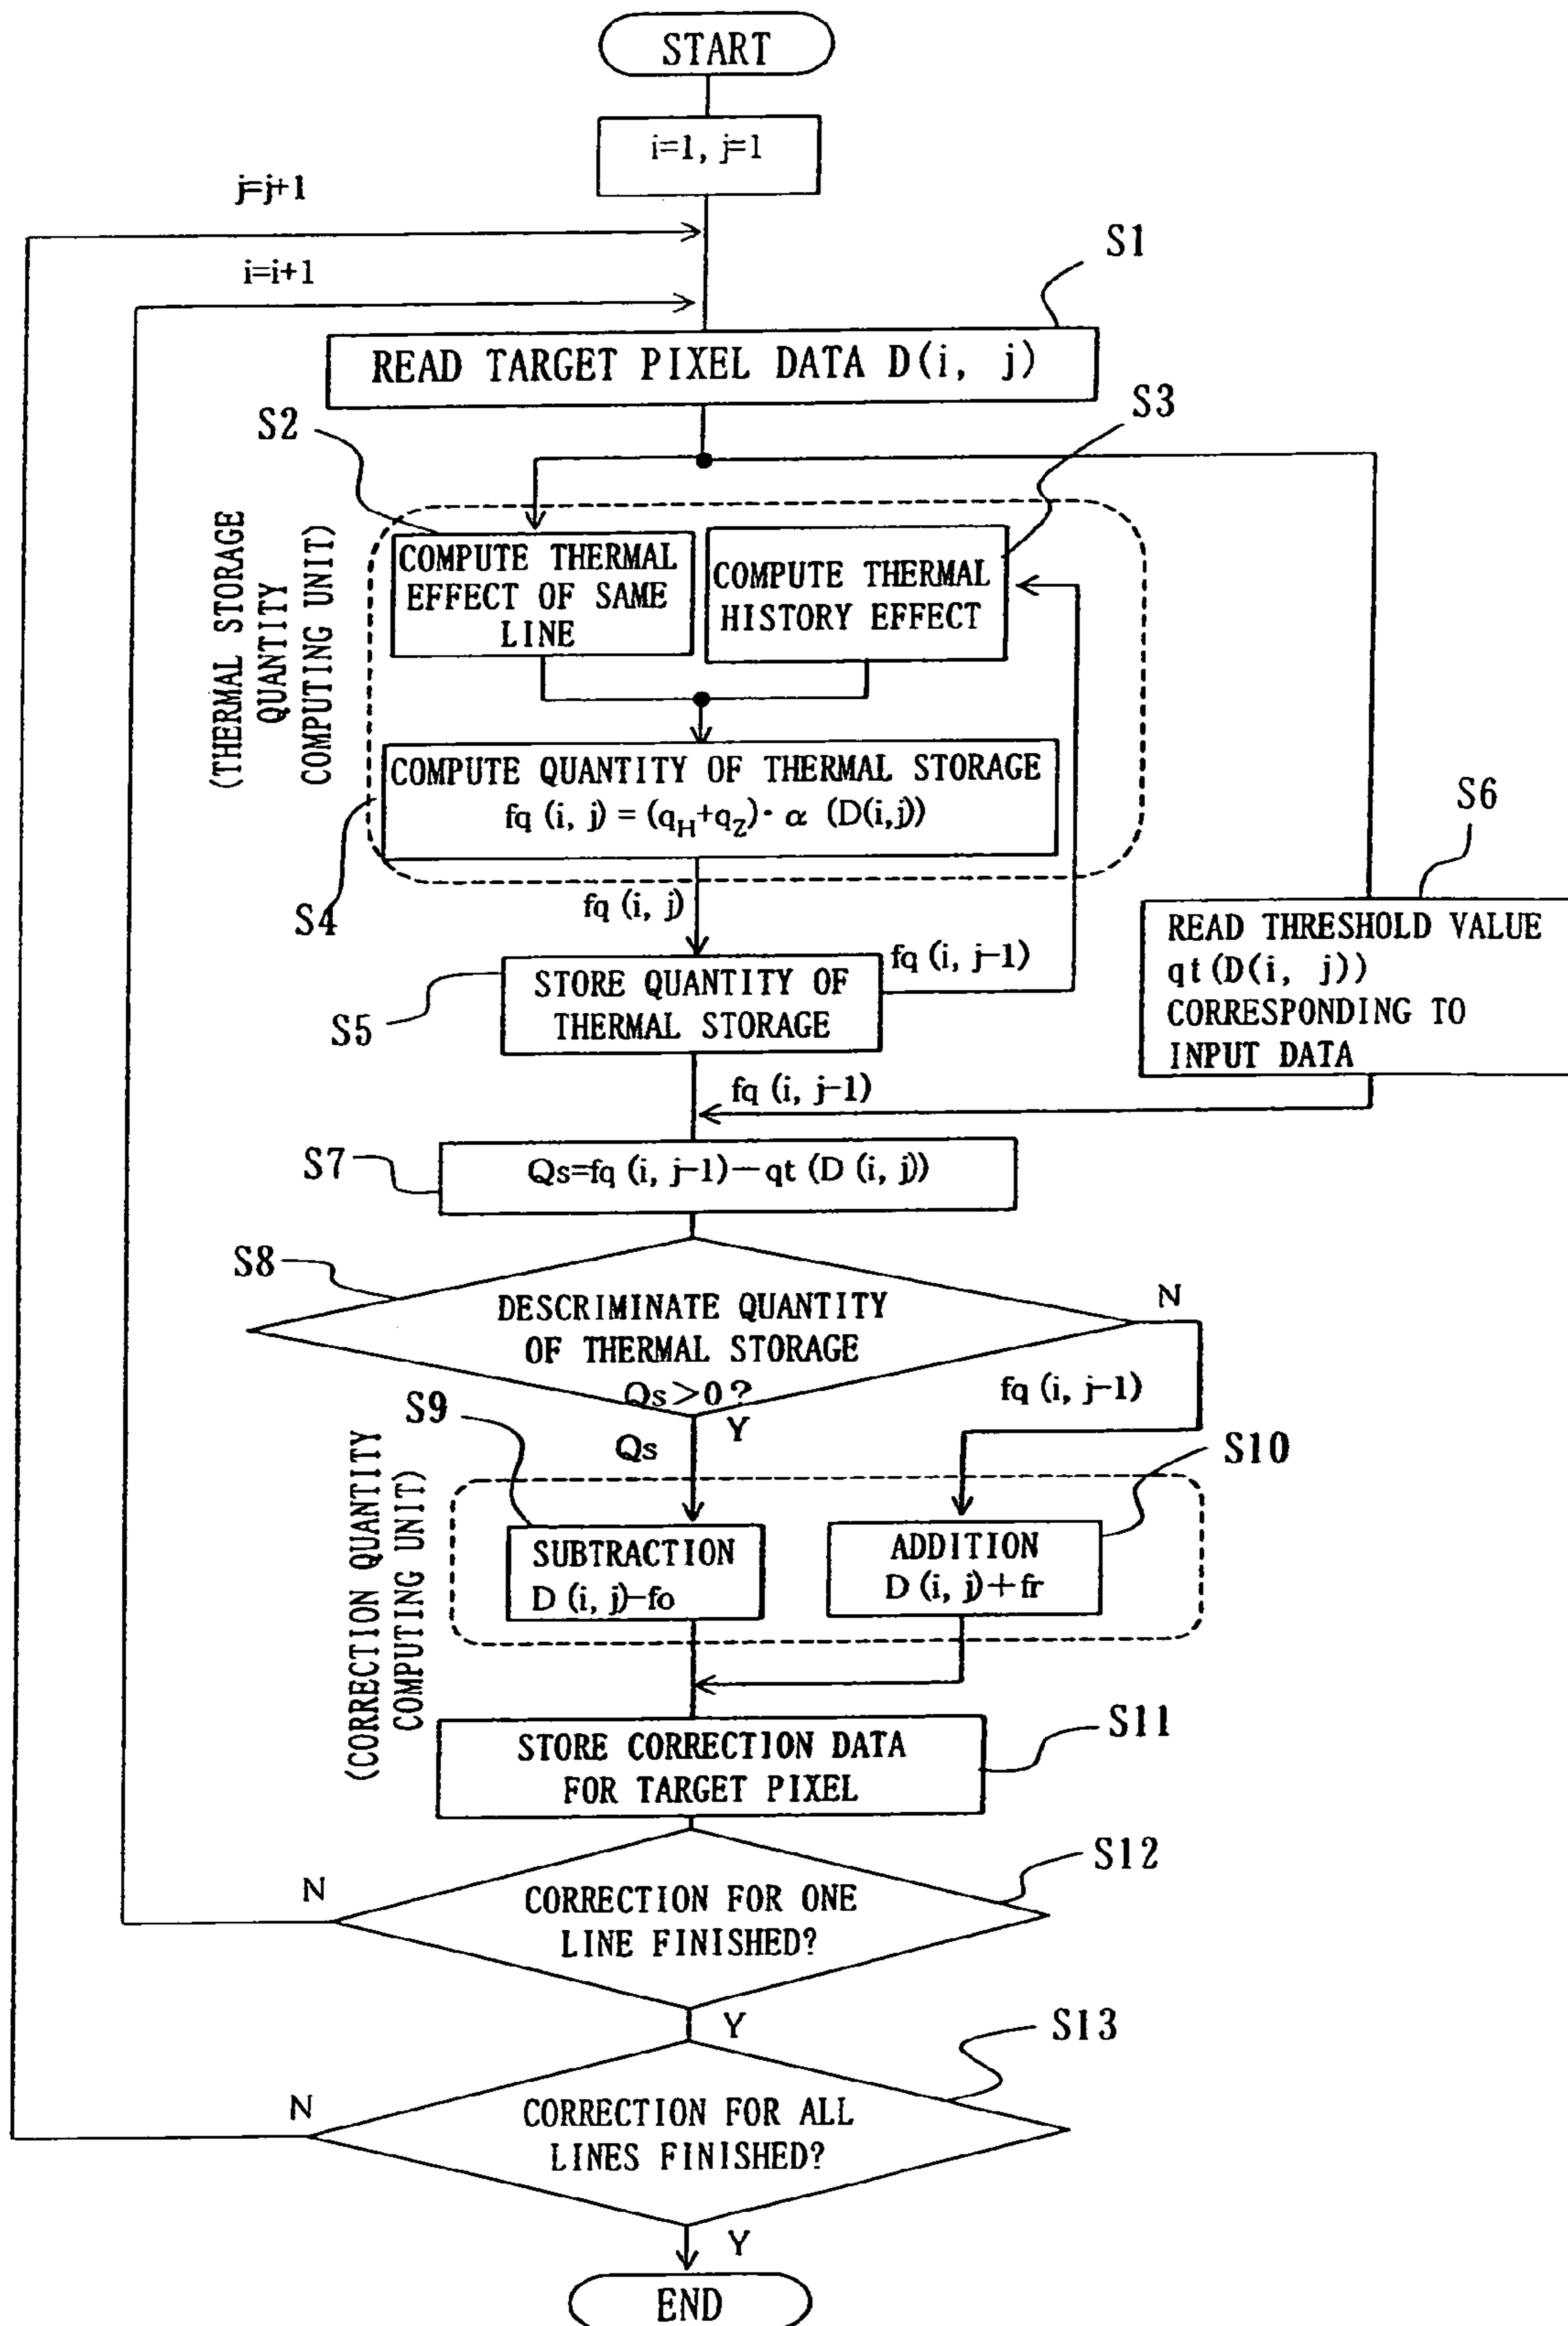 START
i=1, j=1
j=j+1
i=i+1
S1
READ TARGET PIXEL DATA D(i, j)
S2
S3
(THERMAL STORAGE
QUANTITY
COMPUTING UNIT)
COMPUTE THERMAL
EFFECT OF SAME
LINE
COMPUTE THERMAL
HISTORY EFFECT
COMPUTE QUANTITY OF THERMAL STORAGE
fq (i, j) = (qH+qZ)· α (D(i,j))
S4
fq (i, j)
S6
READ THRESHOLD VALUE
qt(D(i, j))
CORRESPONDING TO
INPUT DATA
STORE QUANTITY OF
THERMAL STORAGE
fq (i, j-1)
S5
fq (i, j-1)
S7
Qs=fq (i, j-1)-qt (D (i, j))
S8
DESCRIMINATE QUANTITY
OF THERMAL STORAGE
Qs>0?
N
fq (i, j-1)
S9
Y
Qs
S10
(CORRECTION QUANTITY
COMPUTING UNIT)
SUBTRACTION
D (i, j)-fo
ADDITION
D (i, j)+fr
STORE CORRECTION DATA
FOR TARGET PIXEL
S11
S12
N
CORRECTION FOR ONE
LINE FINISHED?
Y
S13
N
CORRECTION FOR ALL
LINES FINISHED?
Y
END